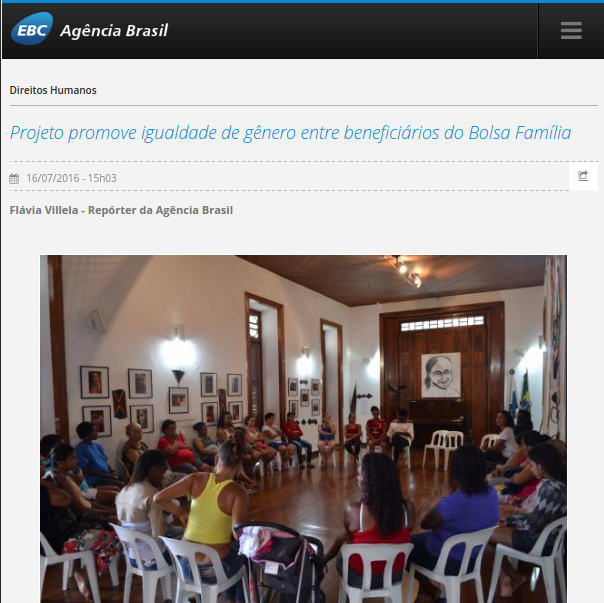 EBC Agência Brasil
Direitos Humanos
Projeto promove igualdade de gênero entre beneficiários do Bolsa Família
16/07/2016 - 15h03
Flávia Villela - Repórter da Agência Brasil